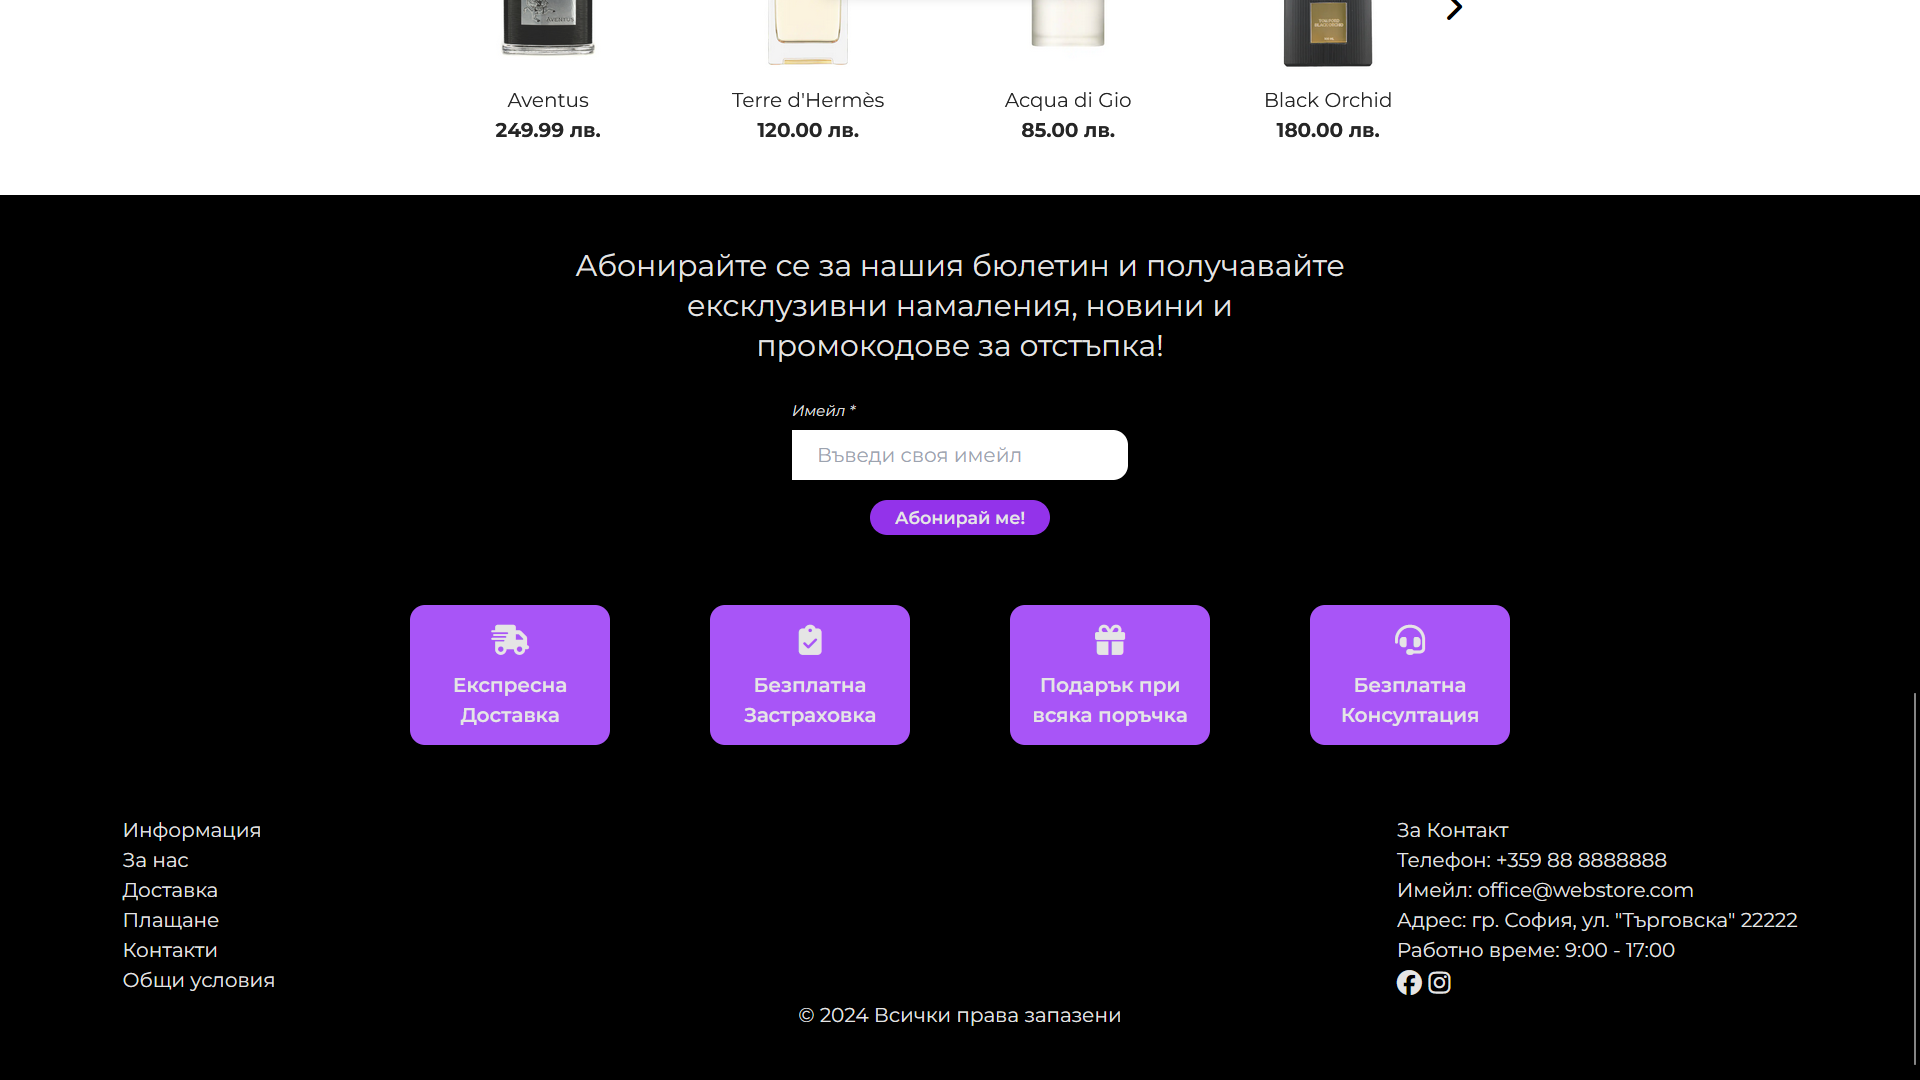 AVENTUS
Aventus
Terre d'Hermès
Acqua di Gio
Black Orchid
249.99 лв.
120.00 лв.
85.00 лв.
180.00 лв.
Абонирайте се за нашия бюлетин и получавайте
ексклузивни намаления, новини и
промокодове за отстъпка!
Имейл *
Въведи своя имейл
Абонирай ме!
Експресна
Доставка
Безплатна
Застраховка
Подарък при
всяка поръчка
Безплатна
Консултация
Информация
За нас
Доставка
Плащане
Контакти
Общи условия
За Контакт
Телефон: +359 88 8888888
Имейл: office@webstore.com
Адрес: гр. София, ул. "Търговска" 22222
Работно време: 9:00 - 17:00
© 2024 Всички права запазени